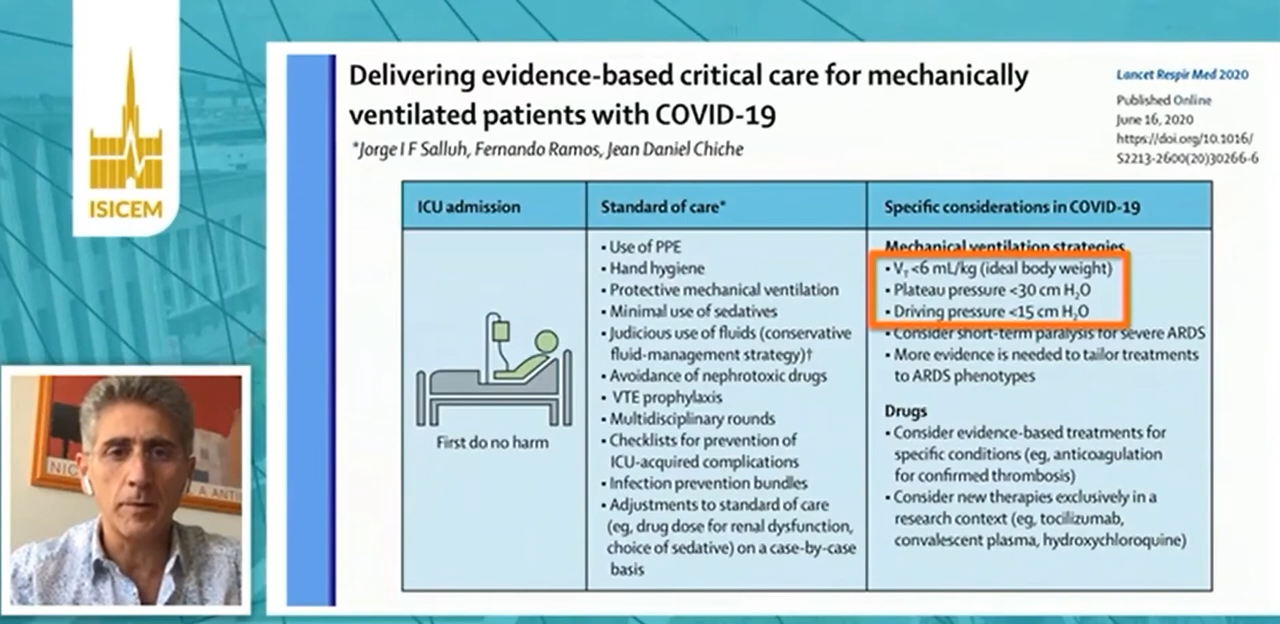 ISICEM
Delivering evidence-based critical care for mechanically
ventilated patients with COVID-19
*Jorge I F Salluh, Fernando Ramos, Jean Daniel Chiche
Lancet Respir Med 2020
Published Online
June 16, 2020
https://doi.org/10.1016/
S2213-2600(20)30266-6
ICU admission
First do no harm
Standard of care*
• Use of PPE
• Hand hygiene
• Protective mechanical ventilation
• Minimal use of sedatives
• Judicious use of fluids (conservative
fluid-management strategy)†
• Avoidance of nephrotoxic drugs
• VTE prophylaxis
• Multidisciplinary rounds
• Checklists for prevention of
ICU-acquired complications
• Infection prevention bundles
• Adjustments to standard of care
(eg, drug dose for renal dysfunction,
choice of sedative) on a case-by-case
basis
Specific considerations in COVID-19
Mechanical ventilation strategies
• VT <6 mL/kg (ideal body weight)
• Plateau pressure <30 cm H2O
• Driving pressure <15 cm H2O
• Consider short-term paralysis for severe ARDS
• More evidence is needed to tailor treatments
to ARDS phenotypes
Drugs
• Consider evidence-based treatments for
specific conditions (eg, anticoagulation
for confirmed thrombosis)
• Consider new therapies exclusively in a
research context (eg, tocilizumab,
convalescent plasma, hydroxychloroquine)
NIC
A ANTI